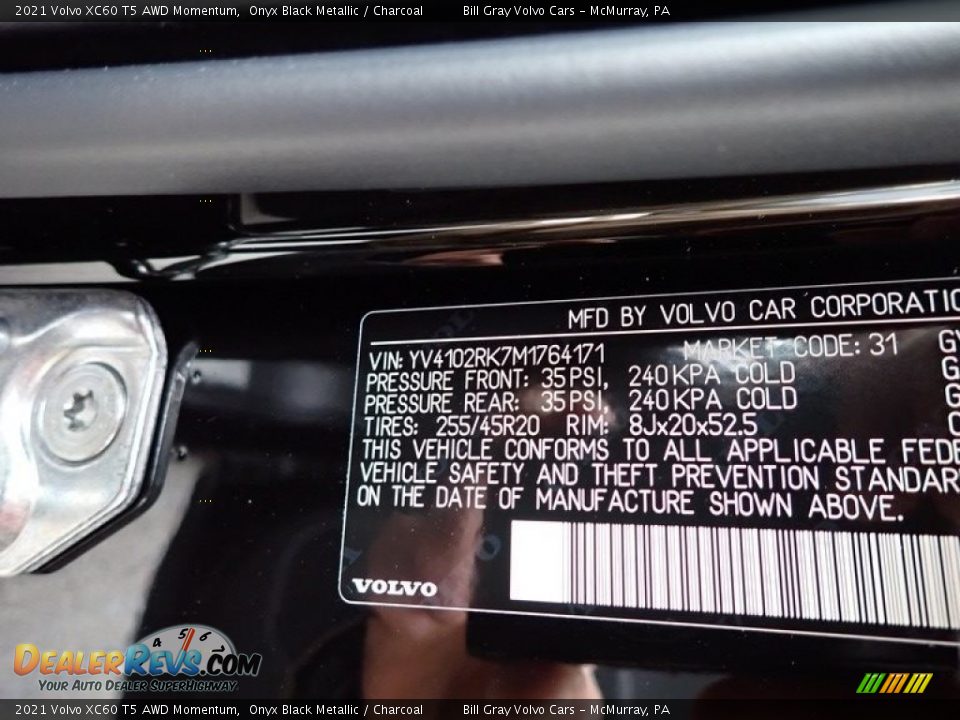 2021 Volvo XC60 T5 AWD Momentum, Onyx Black Metallic / Charcoal Bill Gray Volvo Cars - McMurray, PA
MFD BY VOLVO CAR CORPORATIO
VIN: YV4102RK7M1764171 MARKET CODE: 31 GV
PRESSURE FRONT: 35 PSI, 240 KPA COLD G
PRESSURE REAR: 35 PSI, 240 KPA COLD G
TIRES: 255/45R20 RIM: 8Jx20x52.5
THIS VEHICLE CONFORMS TO ALL APPLICABLE FEDE
VEHICLE SAFETY AND THEFT PREVENTION STANDAR
ON THE DATE OF MANUFACTURE SHOWN ABOVE.
VOLVO
4 5 6
DEALERREVS.COM
YOUR AUTO DEALER SUPERHIGHWAY
2021 Volvo XC60 T5 AWD Momentum, Onyx Black Metallic / Charcoal Bill Gray Volvo Cars - McMurray, PA